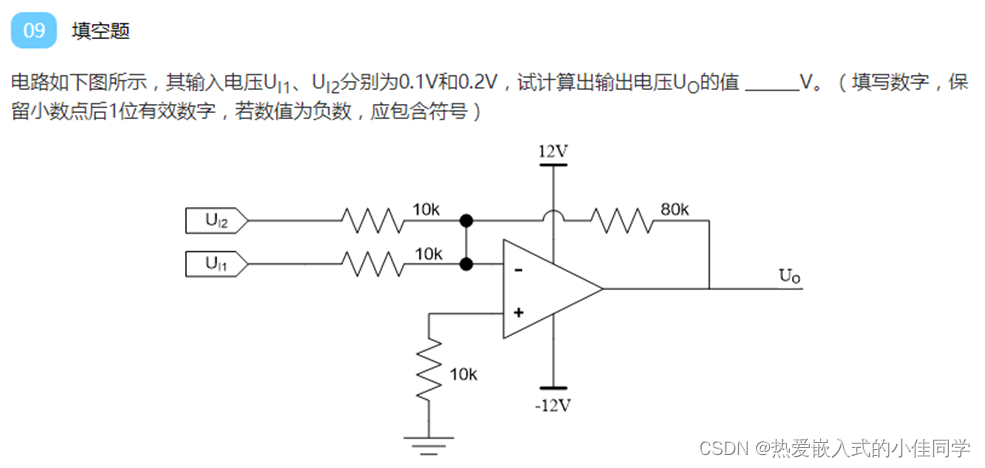 09 填空题
电路如下图所示，其输入电压UI1、UI2分别为0.1V和0.2V，试计算出输出电压UO的值 ______V。（填写数字，保
留小数点后1位有效数字，若数值为负数，应包含符号）
12V
UI2 10k 80k
UI1 10k
-
UO
+
10k
-12V
CSDN @热爱嵌入式的小佳同学